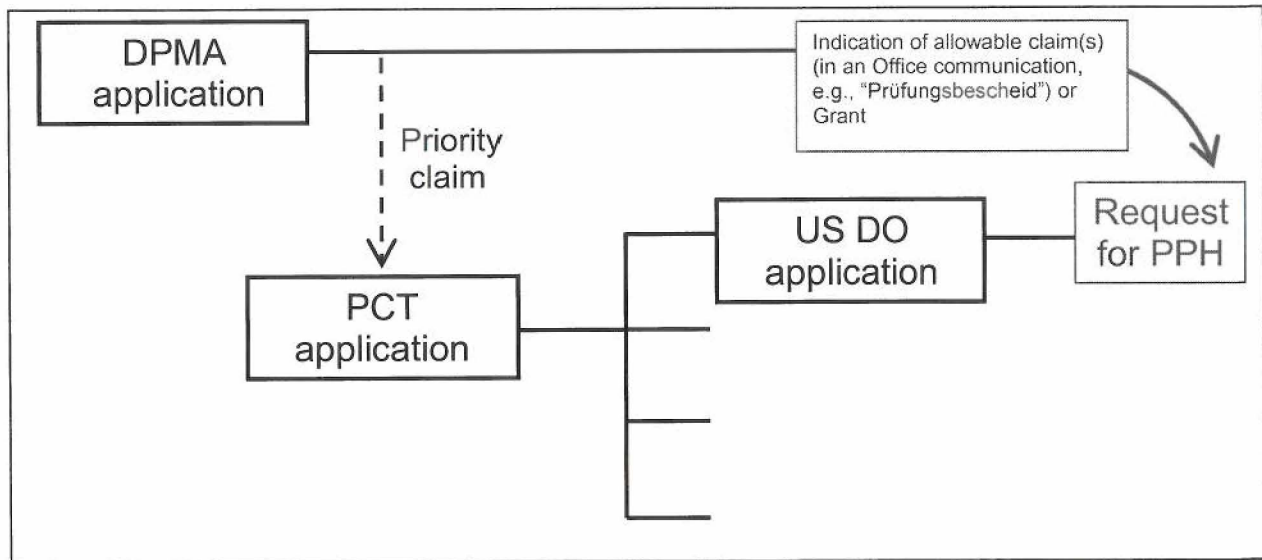 DPMA
application
Indication of allowable claim(s)
(in an Office communication,
e.g., “Prüfungsbescheid”) or
Grant
Priority
claim
US DO
application
Request
for PPH
PCT
application